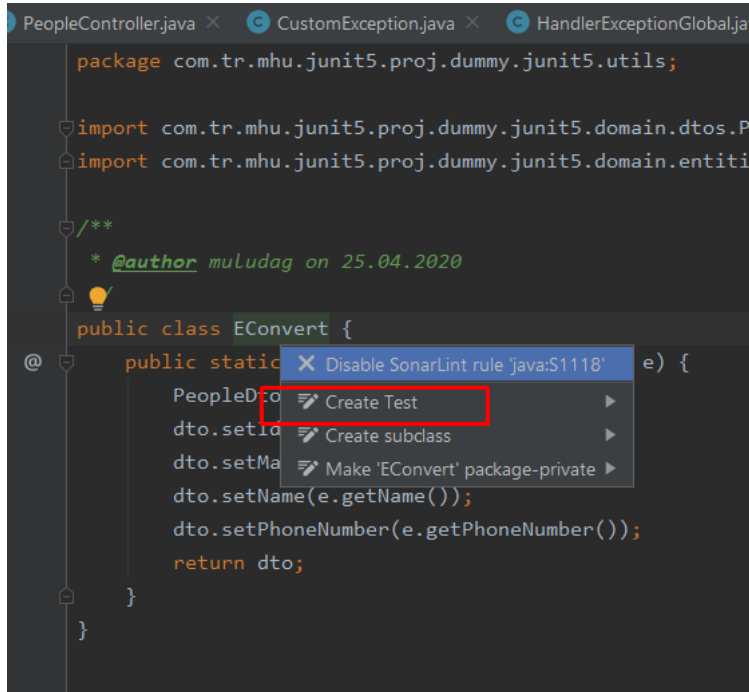 PeopleController.java
CustomException.java
HandlerExceptionGlobal.ja
package com.tr.mhu.junit5.proj.dummy.junit5.utils;
import com.tr.mhu.junit5.proj.dummy.junit5.domain.dtos.P
import com.tr.mhu.junit5.proj.dummy.junit5.domain.entiti
/**
* @author muludag on 25.04.2020
/
public class EConvert {
@ public static e) {
Disable SonarLint rule 'java:S1118'
PeopleDto
Create Test
dto.setId
Create subclass
dto.setMa
Make 'EConvert' package-private
dto.setName(e.getName());
dto.setPhoneNumber(e.getPhoneNumber());
return dto;
}
}